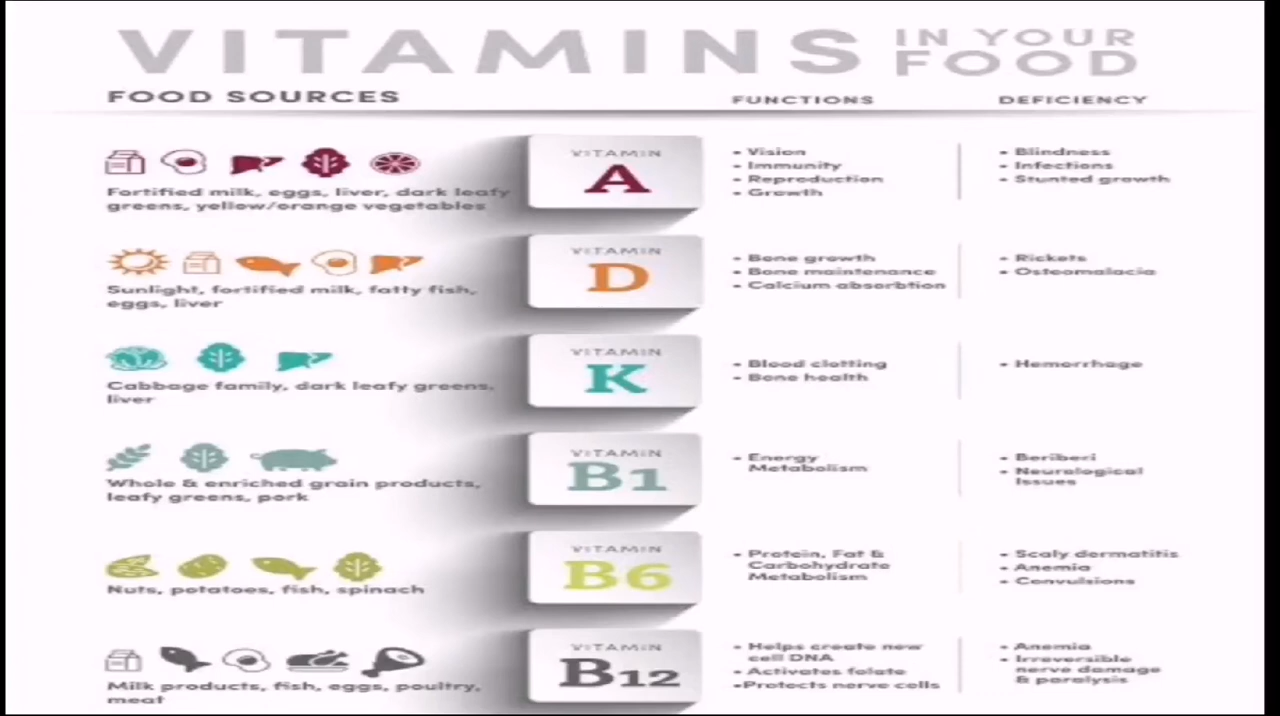 VITAMINS IN YOUR
FOOD
FOOD SOURCES
FUNCTIONS
DEFICIENCY
Fortified milk, eggs, liver, dark leafy
greens, yellow/orange vegetables
VITAMIN
A
• Vision
• Immunity
• Reproduction
• Growth
• Blindness
• Infections
• Stunted growth
Sunlight, fortified milk, fatty fish,
eggs, liver
VITAMIN
D
• Bone growth
• Bone maintenance
• Calcium absorbtion
• Rickets
• Osteomalacia
Cabbage family, dark leafy greens,
liver
VITAMIN
K
• Blood clotting
• Bone health
• Hemorrhage
Whole & enriched grain products,
leafy greens, pork
VITAMIN
B1
• Energy
Metabolism
• Beriberi
• Neuralogical
Issues
Nuts, potatoes, fish, spinach
VITAMIN
B6
• Protein, Fat &
Carbohydrate
Metabolism
• Scaly dermatitis
• Anemia
• Convulsions
Milk products, fish, eggs, poultry,
meat
VITAMIN
B12
• Helps create new
cell DNA
• Activates folate
•Protects nerve cells
• Anemia
• Irreversible
nerve damage
& paralysis